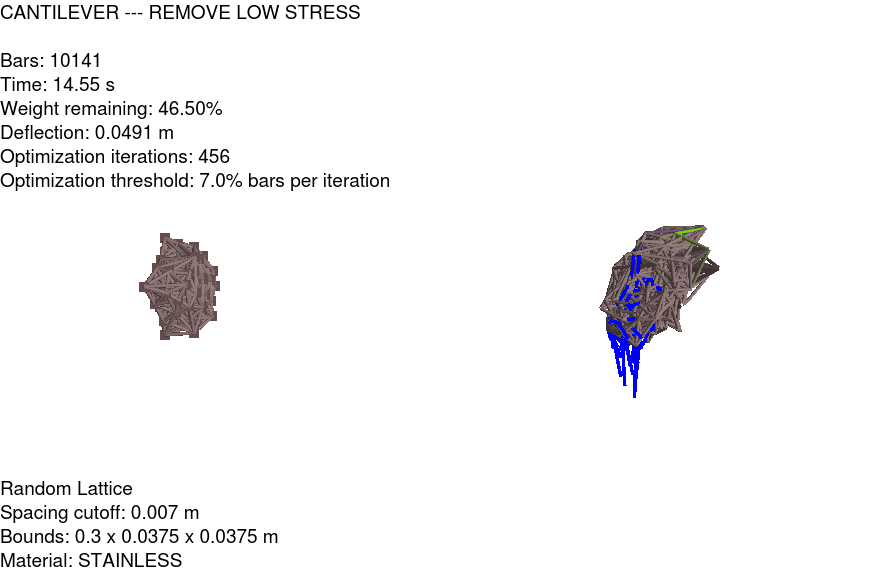 CANTILEVER --- REMOVE LOW STRESS
Bars: 10141
Time: 14.55 s
Weight remaining: 46.50%
Deflection: 0.0491 m
Optimization iterations: 456
Optimization threshold: 7.0% bars per iteration
Random Lattice
Spacing cutoff: 0.007 m
Bounds: 0.3 x 0.0375 x 0.0375 m
Material: STAINLESS